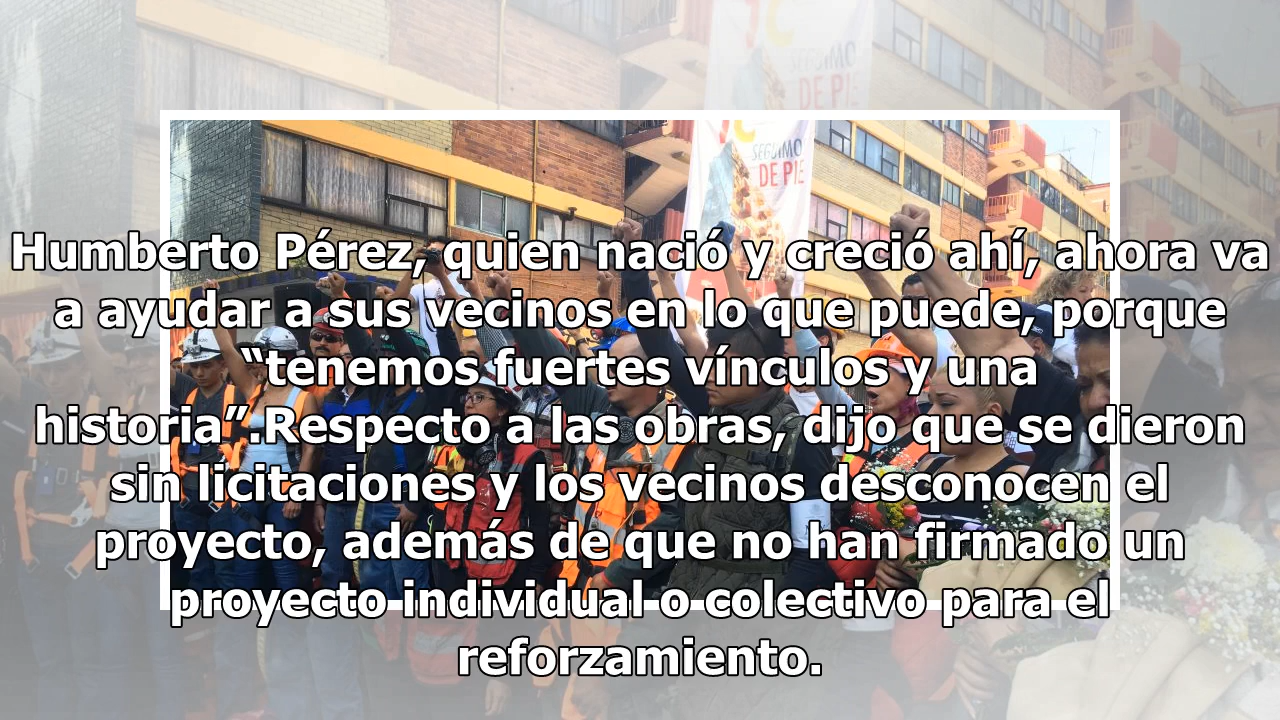 C
SEGUIMO
DE PIE
Humberto Pérez, quien nació y creció ahí, ahora va
a ayudar a sus vecinos en lo que puede, porque
“tenemos fuertes vínculos y una
historia”.Respecto a las obras, dijo que se dieron
sin licitaciones y los vecinos desconocen el
proyecto, además de que no han firmado un
proyecto individual o colectivo para el
reforzamiento.